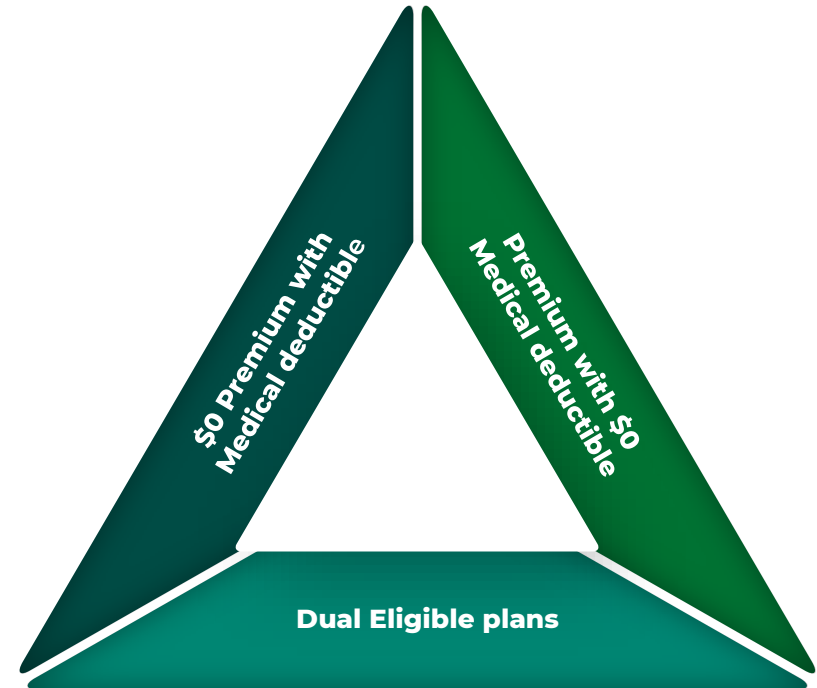 $0 Premium with
Medical deductible
Premium with $0
Medical deductible
Dual Eligible plans